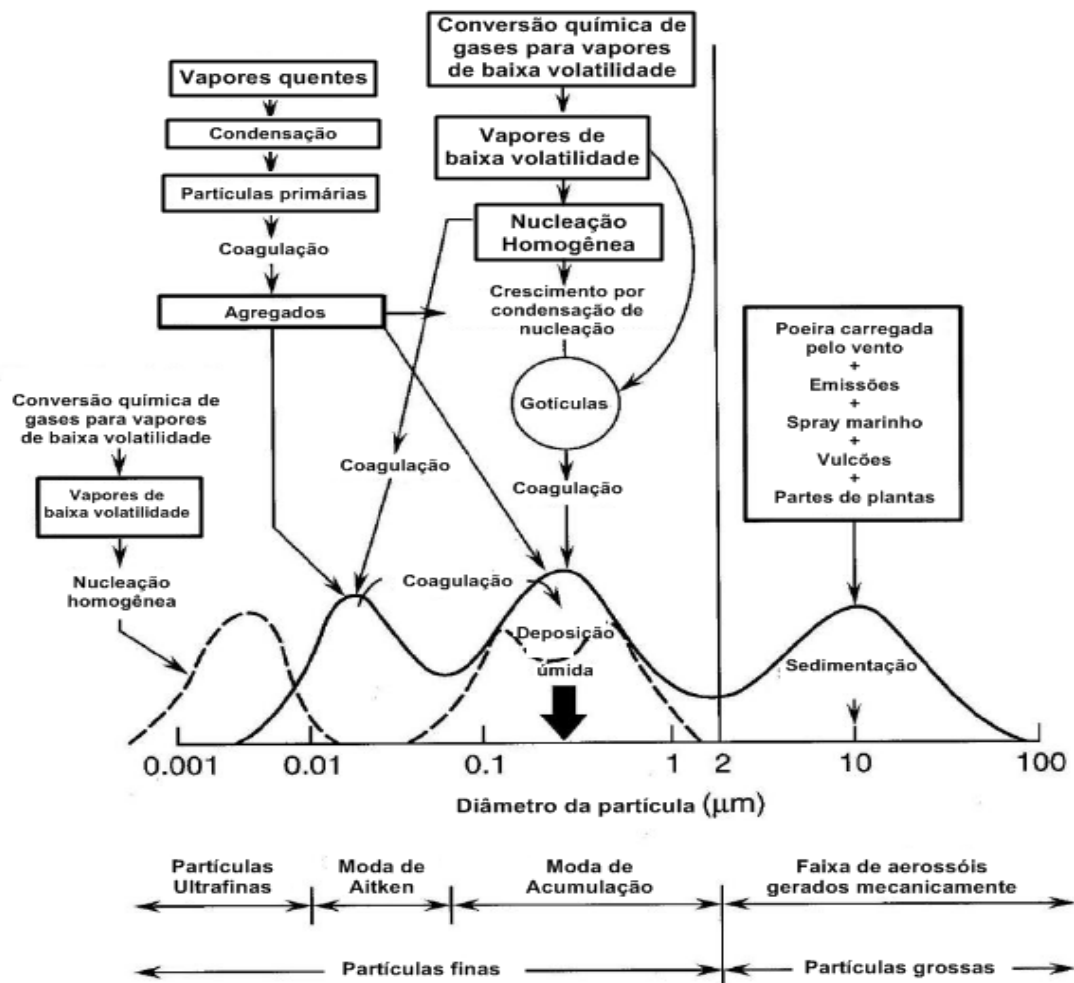 Vapores quentes
Condensação
Partículas primárias
Coagulação
Agregados
Conversão química de
gases para vapores
de baixa volatilidade
Vapores de
baixa volatilidade
Nucleação
Homogênea
Crescimento por
condensação de
nucleação
Gotículas
Coagulação
Coagulação
Conversão química de
gases para vapores
de baixa volatilidade
Vapores de
baixa volatilidade
Nucleação
homogênea
Coagulação
Deposição
úmida
Poeira carregada
pelo vento
+
Emissões
+
Spray marinho
+
Vulcões
+
Partes de plantas
Sedimentação
0.001 0.01 0.1 1 2 10 100
Diâmetro da partícula (μm)
Partículas
Ultrafinas
Moda de
Aitken
Moda de
Acumulação
Faixa de aerossóis
gerados mecanicamente
Partículas finas
Partículas grossas